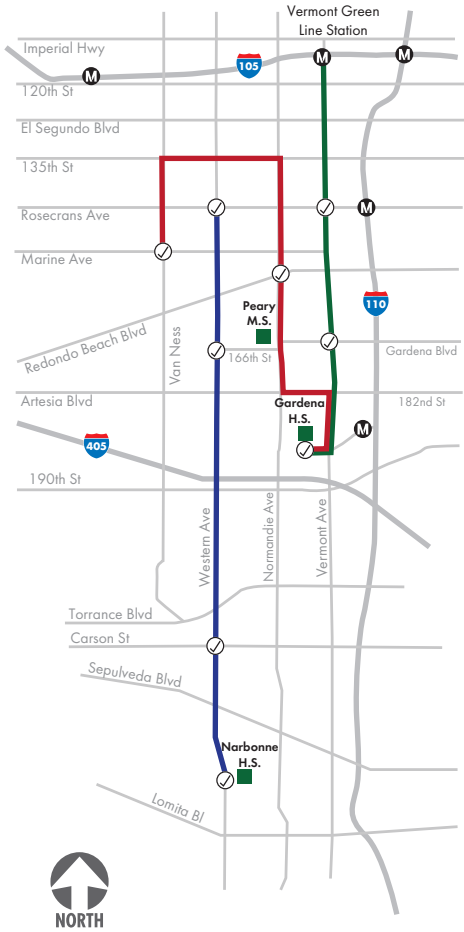 Vermont Green
Line Station
Imperial Hwy
M
M
105
M
120th St
El Segundo Blvd
135th St
Rosecrans Ave
M
Marine Ave
110
Peary
M.S.
Redondo Beach Blvd
Van Ness
166th St
Gardena Blvd
Artesia Blvd
182nd St
Gardena
H.S.
M
405
190th St
Western Ave
Normandie Ave
Vermont Ave
Torrance Blvd
Carson St
Sepulveda Blvd
Narbonne
H.S.
Lomita Bl
NORTH